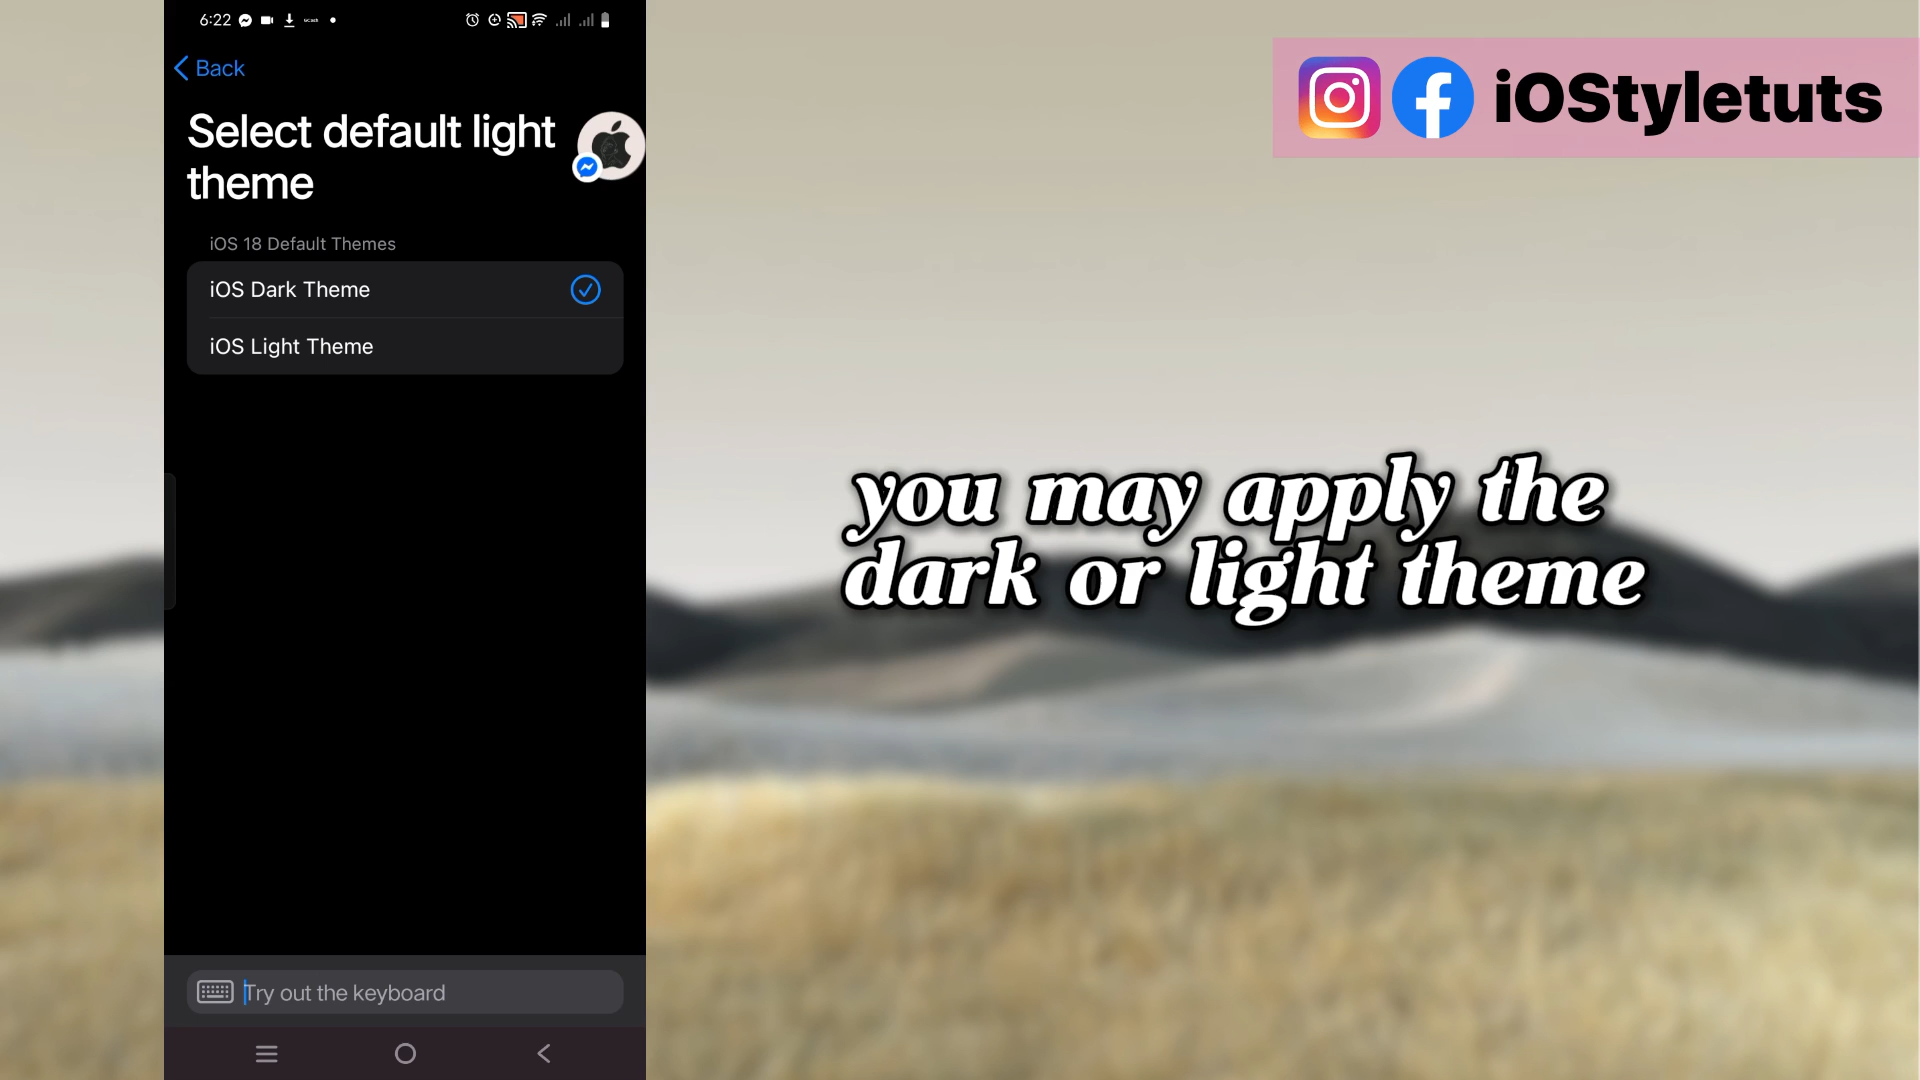 6:22
Back
Select default light
theme
iOS 18 Default Themes
iOS Dark Theme
iOS Light Theme
Try out the keyboard
iOStyletuts
you may apply the
dark or light theme